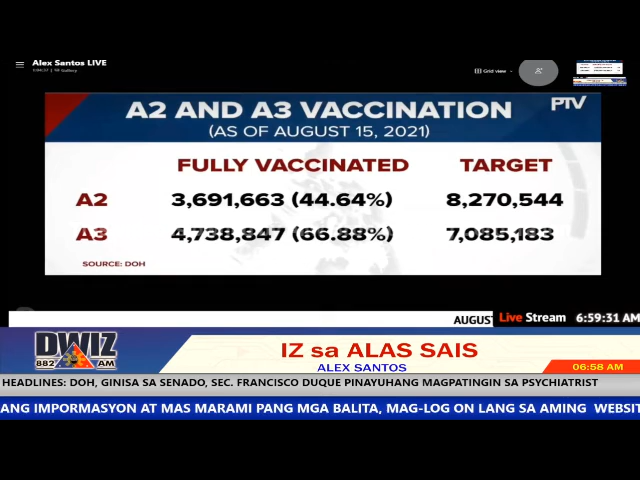 Alex Santos LIVE
Grid view
A2 AND A3 VACCINATION
PTV
(AS OF AUGUST 15, 2021)
FULLY VACCINATED TARGET
A2 3,691,663 (44.64%) 8,270,544
A3 4,738,847 (66.88%) 7,085,183
SOURCE: DOH
AUGUST
Live Stream 6:59:31 AM
DWIZ
882 AM
IZ sa ALAS SAIS
ALEX SANTOS
06:58 AM
HEADLINES: DOH, GINISA SA SENADO, SEC. FRANCISCO DUQUE PINAYUHANG MAGPATINGIN SA PSYCHIATRIST
ANG IMPORMASYON AT MAS MARAMI PANG MGA BALITA, MAG-LOG ON LANG SA AMING WEBSIT